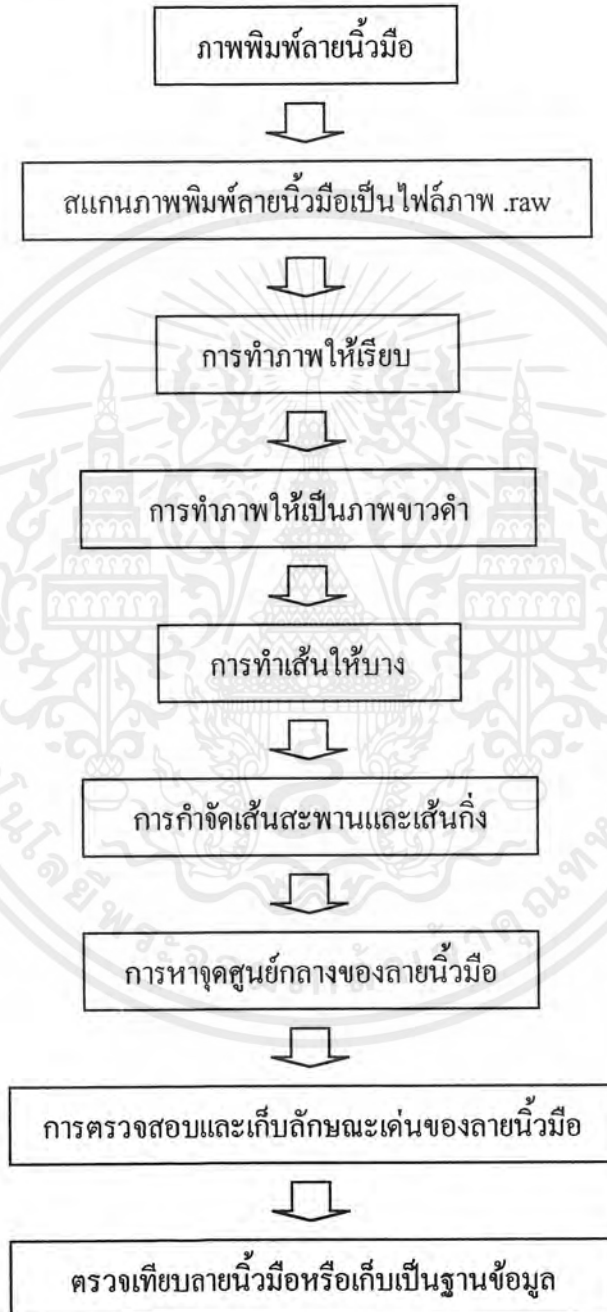 ภาพพิมพ์ลายนิ้วมือ
สแกนภาพพิมพ์ลายนิ้วมือเป็นไฟล์ภาพ .raw
การทำภาพให้เรียบ
การทำภาพให้เป็นภาพขาวดำ
การทำเส้นให้บาง
การกำจัดเส้นสะพานและเส้นกิ่ง
การหาจุดศูนย์กลางของลายนิ้วมือ
การตรวจสอบและเก็บลักษณะเด่นของลายนิ้วมือ
ตรวจเทียบลายนิ้วมือหรือเก็บเป็นฐานข้อมูล